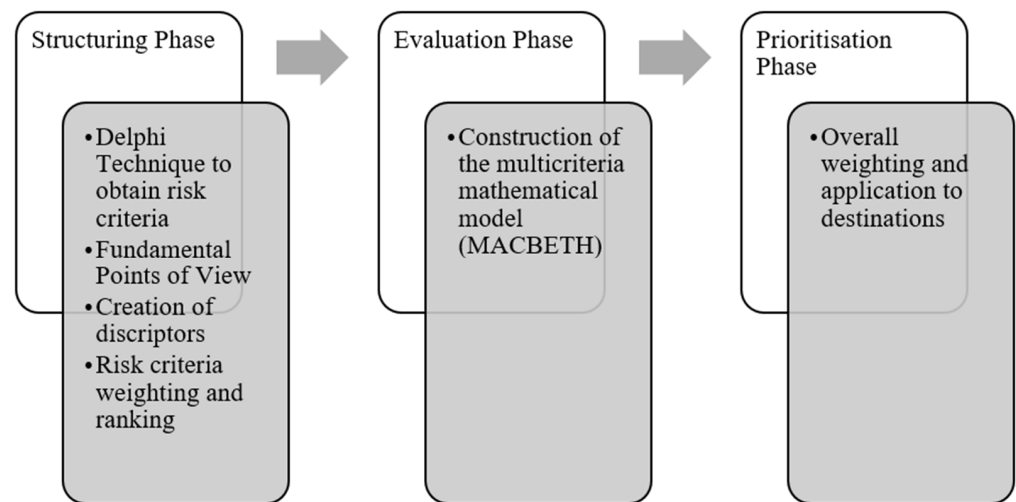 Structuring Phase
•Delphi
Technique to
obtain risk
criteria
•Fundamental
Points of View
•Creation of
discriptors
•Risk criteria
weighting and
ranking
Evaluation Phase
•Construction of
the multicriteria
mathematical
model
(MACBETH)
Prioritisation
Phase
•Overall
weighting and
application to
destinations